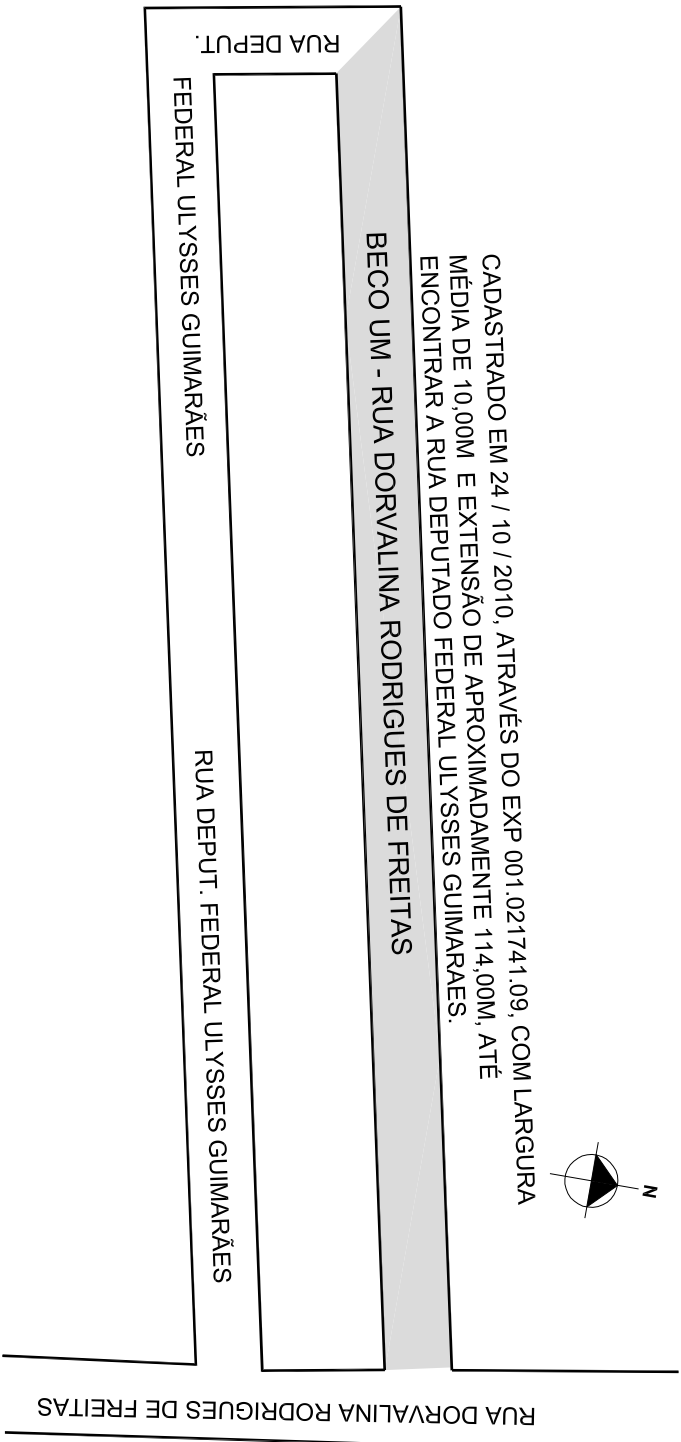 RUA DEPUT.
FEDERAL ULYSSES GUIMARÃES
BECO UM - RUA DORVALINA RODRIGUES DE FREITAS
CADASTRADO EM 24 / 10 / 2010, ATRAVÉS DO EXP 001.021741.09, COM LARGURA
MÉDIA DE 10,00M E EXTENSÃO DE APROXIMADAMENTE 114,00M, ATÉ
ENCONTRAR A RUA DEPUTADO FEDERAL ULYSSES GUIMARAES.
RUA DEPUT. FEDERAL ULYSSES GUIMARÃES
N
RUA DORVALINA RODRIGUES DE FREITAS